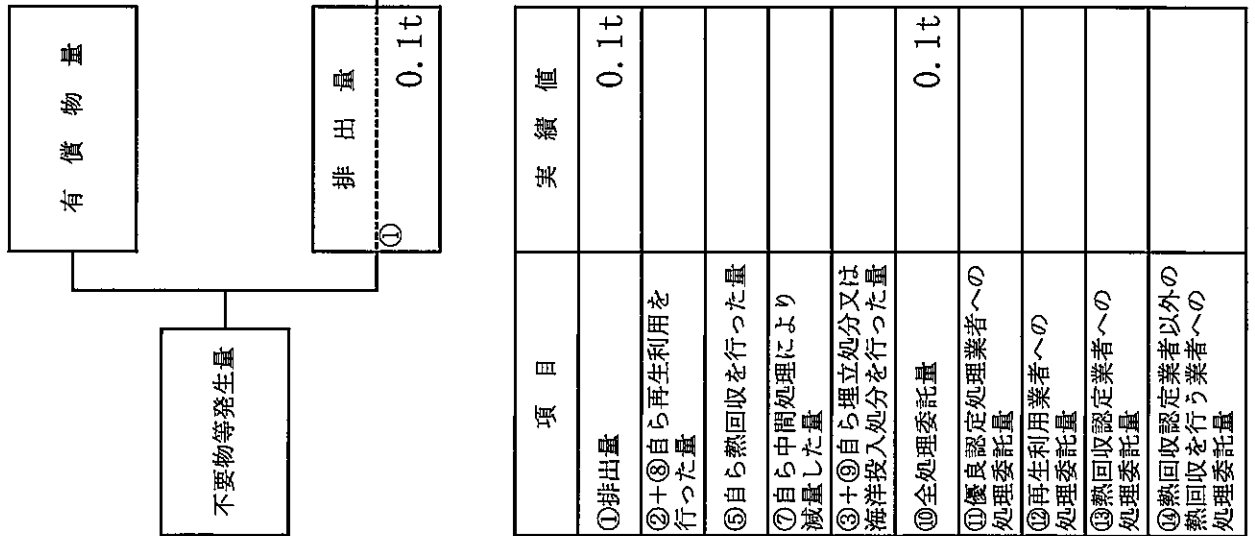 有償物量
不要物等発生量
排出量
①
0.1t
項目
実績値
①排出量
0.1t
②+⑧自ら再生利用を
行った量
⑤自ら熱回収を行った量
⑦自ら中間処理により
減量した量
③+⑨自ら埋立処分又は
海洋投入処分を行った量
⑩全処理委託量
0.1t
⑪優良認定処理業者への
処理委託量
⑫再生利用業者への
処理委託量
⑬熱回収認定業者への
処理委託量
⑭熱回収認定業者以外の
熱回収を行う業者への
処理委託量